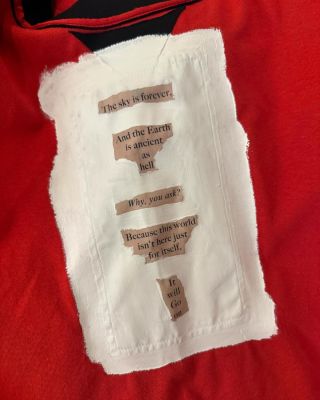 The sky is forever.
And the Earth
is ancient
as
hell
Why, you ask?
Because this world
isn't here just
for itself.
It
will
Go
on